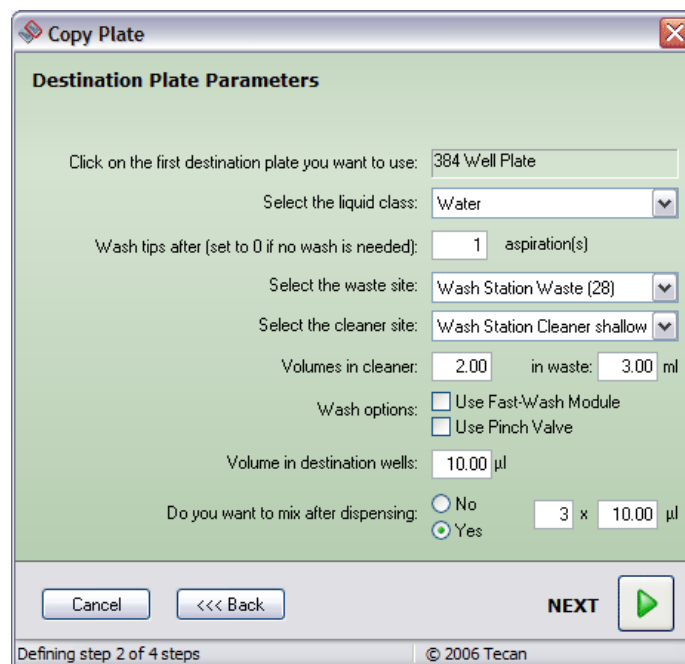 Copy Plate
Destination Plate Parameters
Click on the first destination plate you want to use: 384 Well Plate
Select the liquid class: Water
Wash tips after (set to 0 if no wash is needed): 1 aspiration(s)
Select the waste site: Wash Station Waste (28)
Select the cleaner site: Wash Station Cleaner shallow
Volumes in cleaner: 2.00 in waste: 3.00 ml
Wash options: Use Fast-Wash Module
Use Pinch Valve
Volume in destination wells: 10.00 µl
Do you want to mix after dispensing: No
Yes 3 x 10.00 µl
Cancel <<< Back NEXT
Defining step 2 of 4 steps © 2006 Tecan